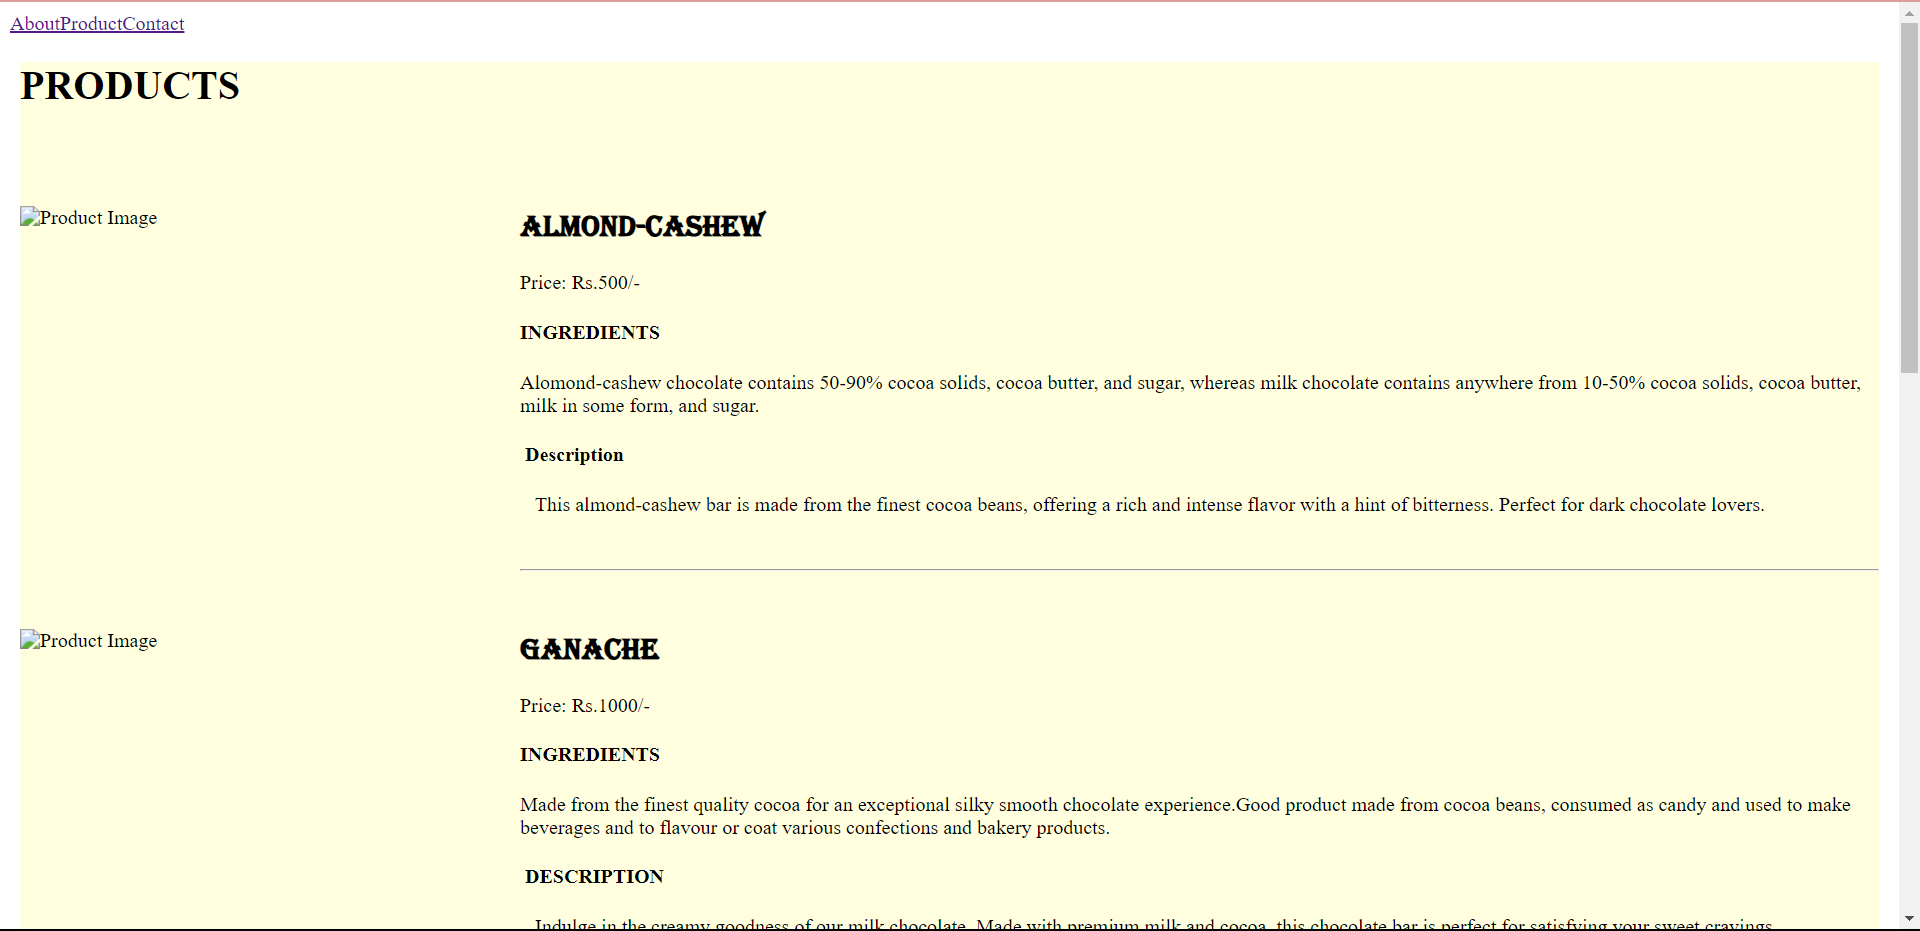 AboutProductContact
PRODUCTS
Product Image
ALMOND-CASHEW
Price: Rs.500/-
INGREDIENTS
Alomond-cashew chocolate contains 50-90% cocoa solids, cocoa butter, and sugar, whereas milk chocolate contains anywhere from 10-50% cocoa solids, cocoa butter,
milk in some form, and sugar.
Description
This almond-cashew bar is made from the finest cocoa beans, offering a rich and intense flavor with a hint of bitterness. Perfect for dark chocolate lovers.
Product Image
GANACHE
Price: Rs.1000/-
INGREDIENTS
Made from the finest quality cocoa for an exceptional silky smooth chocolate experience.Good product made from cocoa beans, consumed as candy and used to make
beverages and to flavour or coat various confections and bakery products.
DESCRIPTION
Indulge in the creamy goodness of our milk chocolate. Made with premium milk and cocoa, this chocolate bar is perfect for satisfying your sweet cravings.